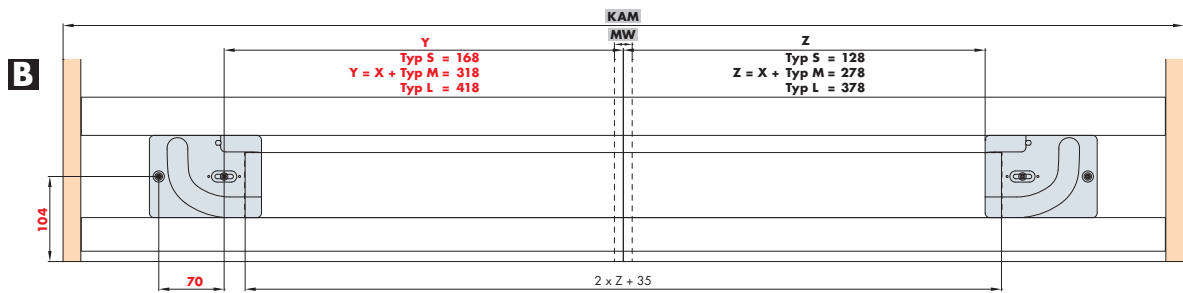 KAM
MW
Y
Z
B
Typ S = 168
Y = X + Typ M = 318
Typ L = 418
Typ S = 128
Z = X + Typ M = 278
Typ L = 378
104
70
2 x Z + 35